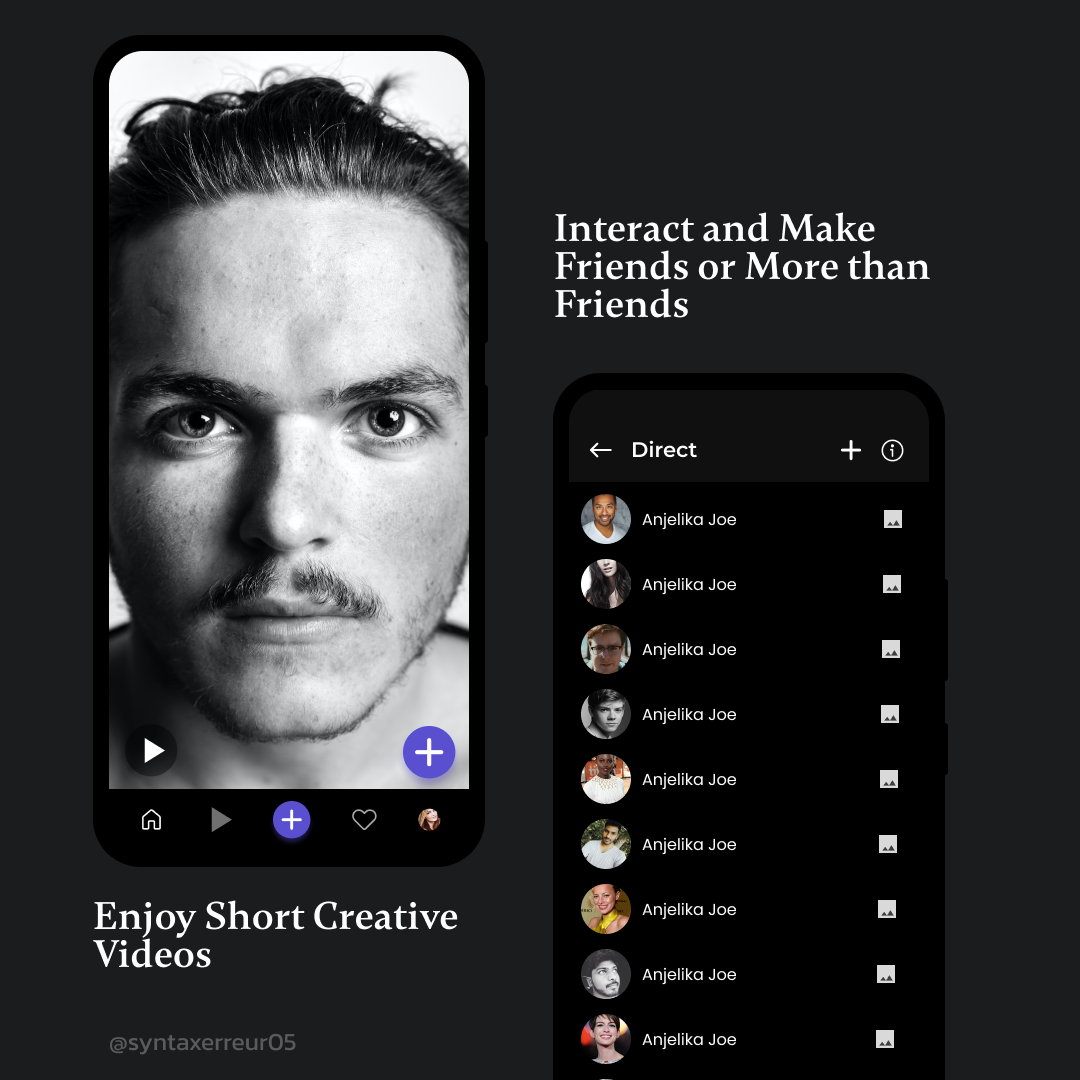 Interact and Make
Friends or More than
Friends
Direct
Anjelika Joe
Anjelika Joe
Anjelika Joe
Anjelika Joe
Anjelika Joe
Anjelika Joe
Anjelika Joe
Anjelika Joe
Anjelika Joe
Enjoy Short Creative
Videos
@syntaxerreur05